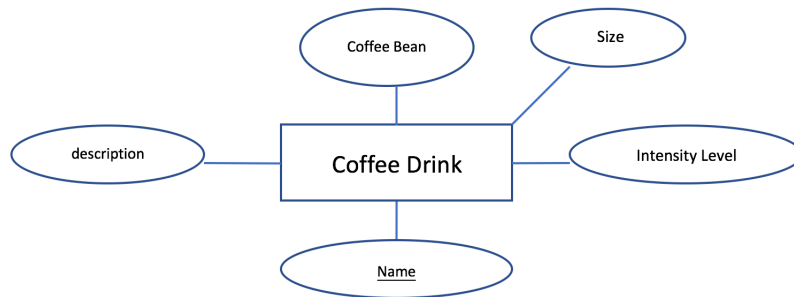 Coffee Bean
Size
description
Coffee Drink
Intensity Level
Name